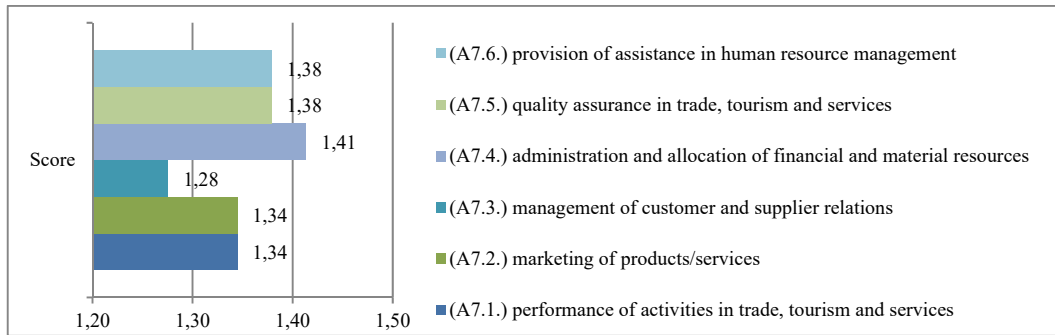 (A7.6.) provision of assistance in human resource management
1,38
(A7.5.) quality assurance in trade, tourism and services
1,38
(A7.4.) administration and allocation of financial and material resources
1,41
Score
(A7.3.) management of customer and supplier relations
1,28
(A7.2.) marketing of products/services
1,34
(A7.1.) performance of activities in trade, tourism and services
1,34
1,20 1,30 1,40 1,50